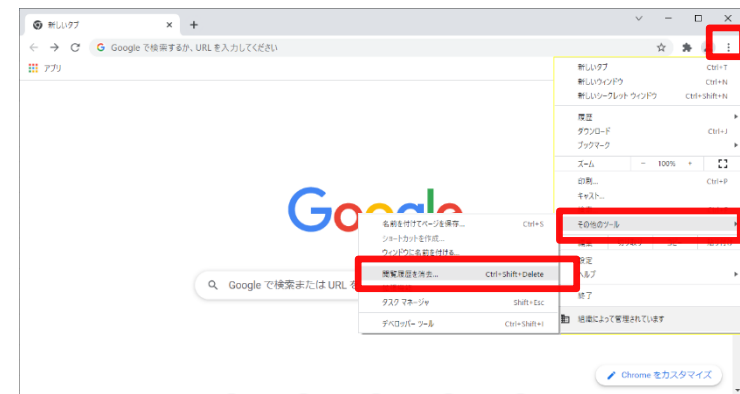 新しいタブ
Google で検索するか、URL を入力してください
アプリ
新しいタブ Ctrl+T
新しいウィンドウ Ctrl+N
新しいシークレット ウィンドウ Ctrl+Shift+N
履歴
ダウンロード Ctrl+J
ブックマーク
ズーム - 100% +
印刷... Ctrl+P
キャスト...
その他のツール
設定
ヘルプ
終了
組織によって管理されています
Google
名前を付けてページを保存... Ctrl+S
ショートカットを作成...
ウィンドウに名前を付ける...
閲覧履歴を消去... Ctrl+Shift+Delete
タスク マネージャ Shift+Esc
デベロッパー ツール Ctrl+Shift+I
Google で検索または URL を
Chrome をカスタマイズ